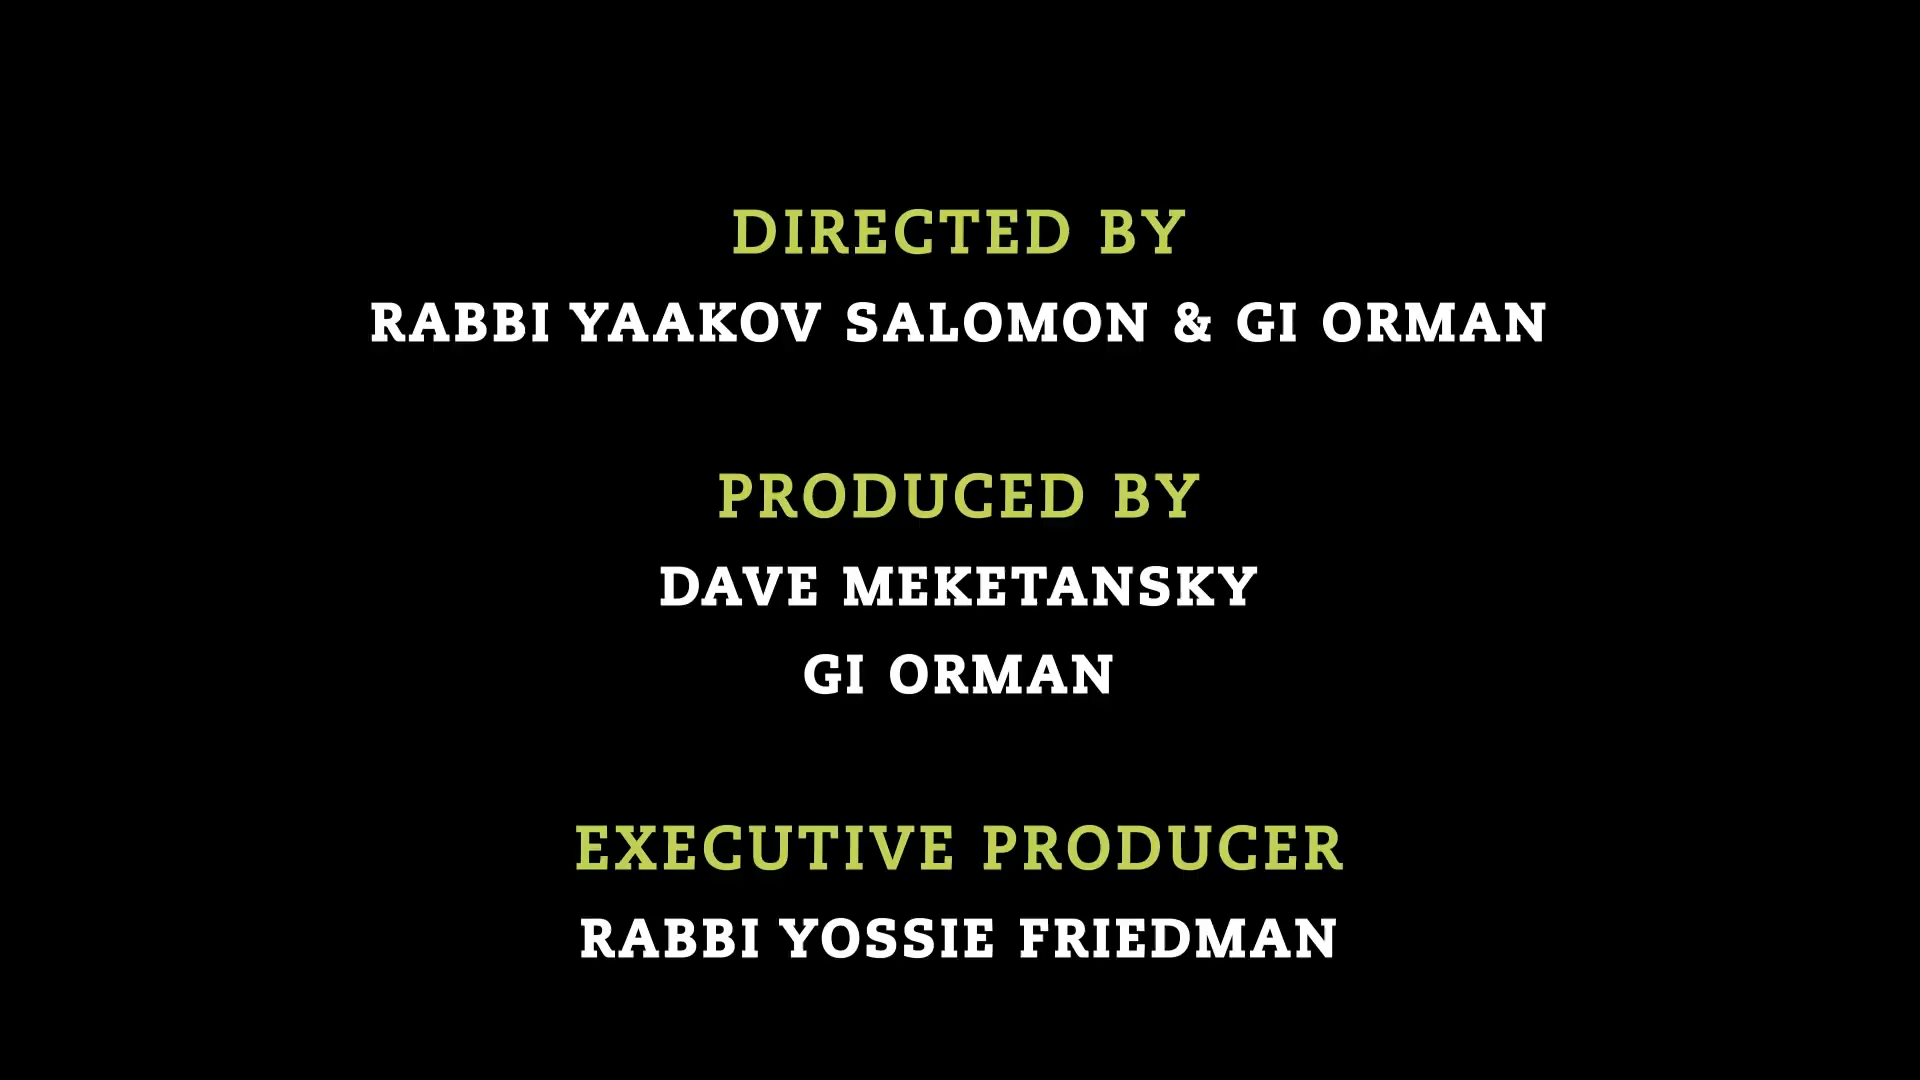 DIRECTED BY
RABBI YAAKOV SALOMON & GI ORMAN
PRODUCED BY
DAVE MEKETANSKY
GI ORMAN
EXECUTIVE PRODUCER
RABBI YOSSIE FRIEDMAN